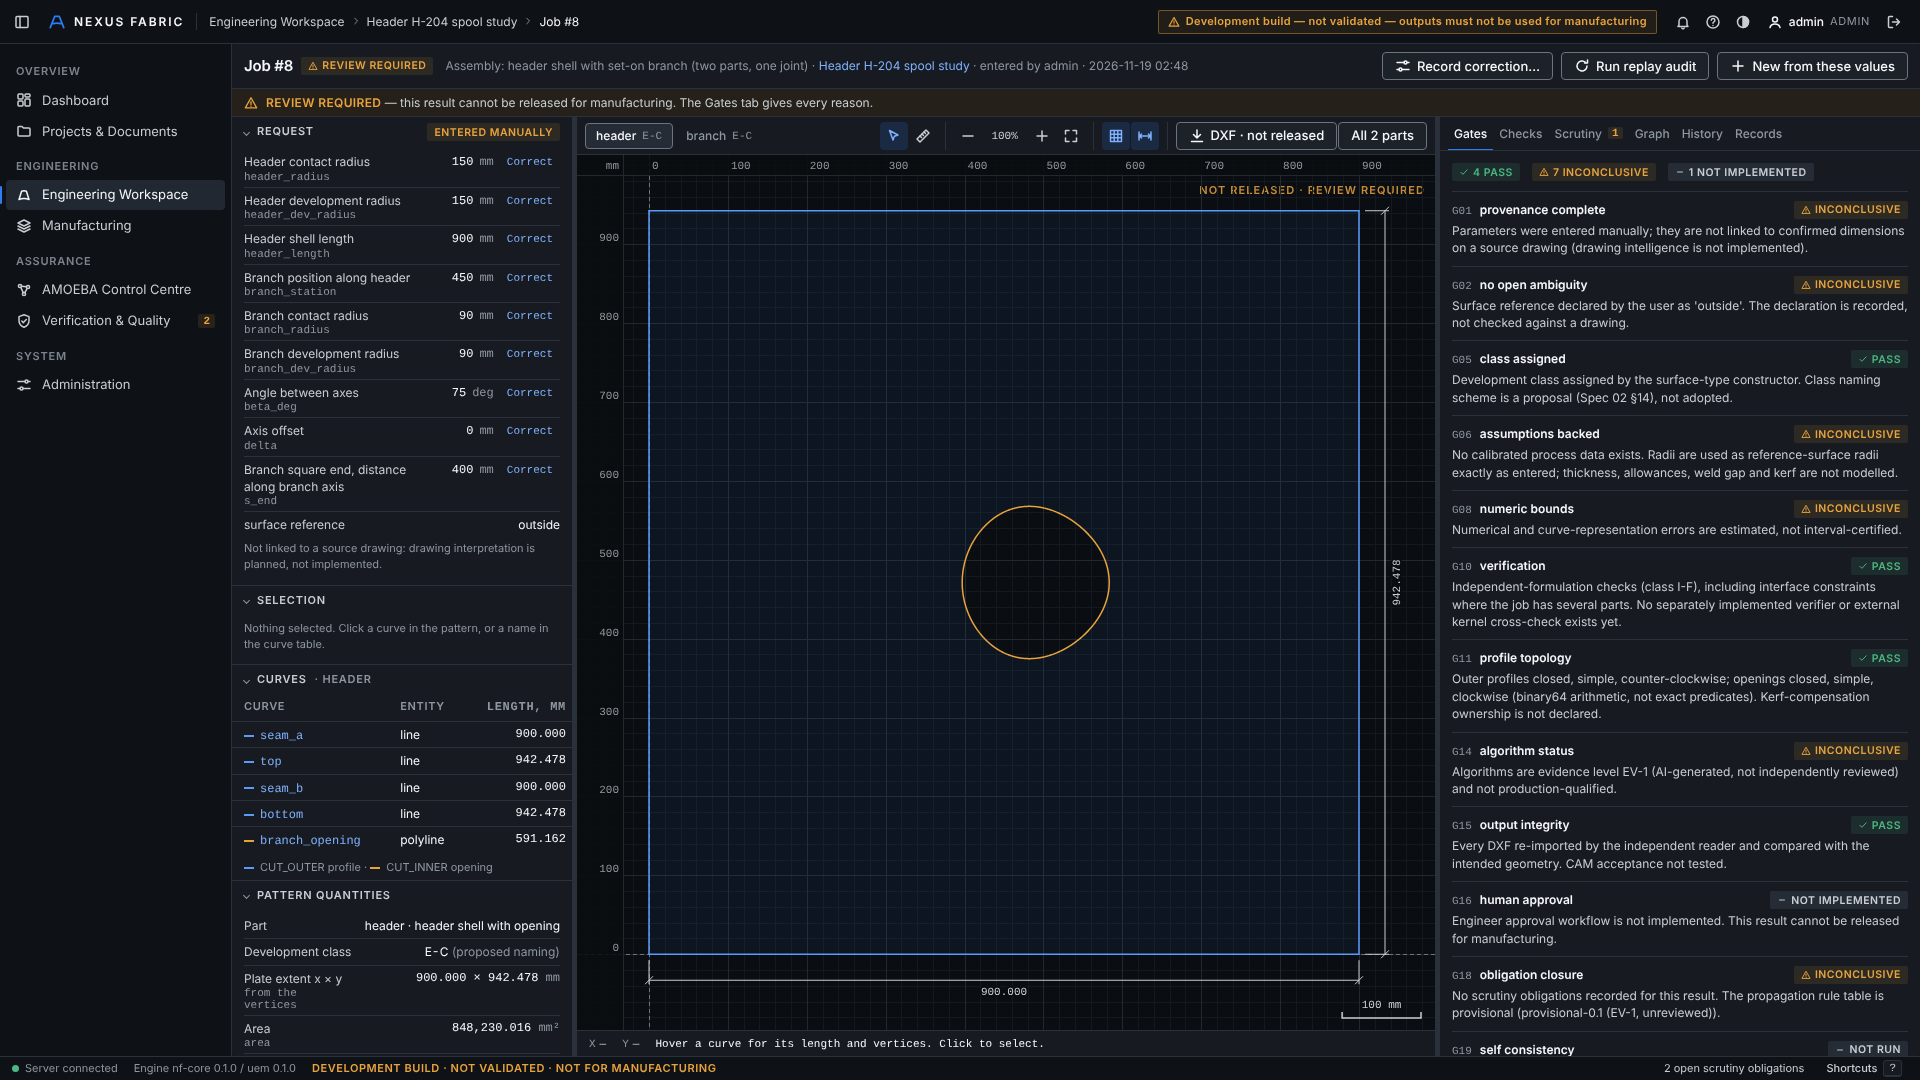 NEXUS FABRIC
Engineering Workspace > Header H-204 spool study > Job #8
Development build — not validated — outputs must not be used for manufacturing
admin ADMIN
OVERVIEW
Dashboard
Projects & Documents
ENGINEERING
Engineering Workspace
Manufacturing
ASSURANCE
AMOEBA Control Centre
Verification & Quality 2
SYSTEM
Administration
Job #8 REVIEW REQUIRED Assembly: header shell with set-on branch (two parts, one joint) · Header H-204 spool study · entered by admin · 2026-11-19 02:48
Record correction...
Run replay audit
New from these values
REVIEW REQUIRED — this result cannot be released for manufacturing. The Gates tab gives every reason.
REQUEST ENTERED MANUALLY
Header contact radius 150 mm Correct
header_radius
Header development radius 150 mm Correct
header_dev_radius
Header shell length 900 mm Correct
header_length
Branch position along header 450 mm Correct
branch_station
Branch contact radius 90 mm Correct
branch_radius
Branch development radius 90 mm Correct
branch_dev_radius
Angle between axes 75 deg Correct
beta_deg
Axis offset 0 mm Correct
delta
Branch square end, distance 400 mm Correct
along branch axis
s_end
surface reference outside
Not linked to a source drawing: drawing interpretation is
planned, not implemented.
SELECTION
Nothing selected. Click a curve in the pattern, or a name in
the curve table.
CURVES · HEADER
CURVE ENTITY LENGTH, MM
seam_a line 900.000
top line 942.478
seam_b line 900.000
bottom line 942.478
branch_opening polyline 591.162
CUT_OUTER profile · CUT_INNER opening
PATTERN QUANTITIES
Part header · header shell with opening
Development class E-C (proposed naming)
Plate extent x × y 900.000 × 942.478 mm
from the
vertices
Area 848,230.016 mm²
area
header E-C
branch E-C
100%
DXF · not released
All 2 parts
mm 0 100 200 300 400 500 600 700 800 900
NOT RELEASED · REVIEW REQUIRED
900
800
700
600
500
400
300
200
100
0
942.478
900.000
100 mm
X — Y — Hover a curve for its length and vertices. Click to select.
Gates Checks Scrutiny 1 Graph History Records
4 PASS 7 INCONCLUSIVE 1 NOT IMPLEMENTED
G01 provenance complete INCONCLUSIVE
Parameters were entered manually; they are not linked to confirmed dimensions
on a source drawing (drawing intelligence is not implemented).
G02 no open ambiguity INCONCLUSIVE
Surface reference declared by the user as 'outside'. The declaration is recorded,
not checked against a drawing.
G05 class assigned PASS
Development class assigned by the surface-type constructor. Class naming
scheme is a proposal (Spec 02 §14), not adopted.
G06 assumptions backed INCONCLUSIVE
No calibrated process data exists. Radii are used as reference-surface radii
exactly as entered; thickness, allowances, weld gap and kerf are not modelled.
G08 numeric bounds INCONCLUSIVE
Numerical and curve-representation errors are estimated, not interval-certified.
G10 verification PASS
Independent-formulation checks (class I-F), including interface constraints
where the job has several parts. No separately implemented verifier or external
kernel cross-check exists yet.
G11 profile topology PASS
Outer profiles closed, simple, counter-clockwise; openings closed, simple,
clockwise (binary64 arithmetic, not exact predicates). Kerf-compensation
ownership is not declared.
G14 algorithm status INCONCLUSIVE
Algorithms are evidence level EV-1 (AI-generated, not independently reviewed)
and not production-qualified.
G15 output integrity PASS
Every DXF re-imported by the independent reader and compared with the
intended geometry. CAM acceptance not tested.
G16 human approval NOT IMPLEMENTED
Engineer approval workflow is not implemented. This result cannot be released
for manufacturing.
G18 obligation closure INCONCLUSIVE
No scrutiny obligations recorded for this result. The propagation rule table is
provisional (provisional-0.1 (EV-1, unreviewed)).
G19 self consistency NOT RUN
Server connected Engine nf-core 0.1.0 / uem 0.1.0 DEVELOPMENT BUILD · NOT VALIDATED · NOT FOR MANUFACTURING
2 open scrutiny obligations Shortcuts ?